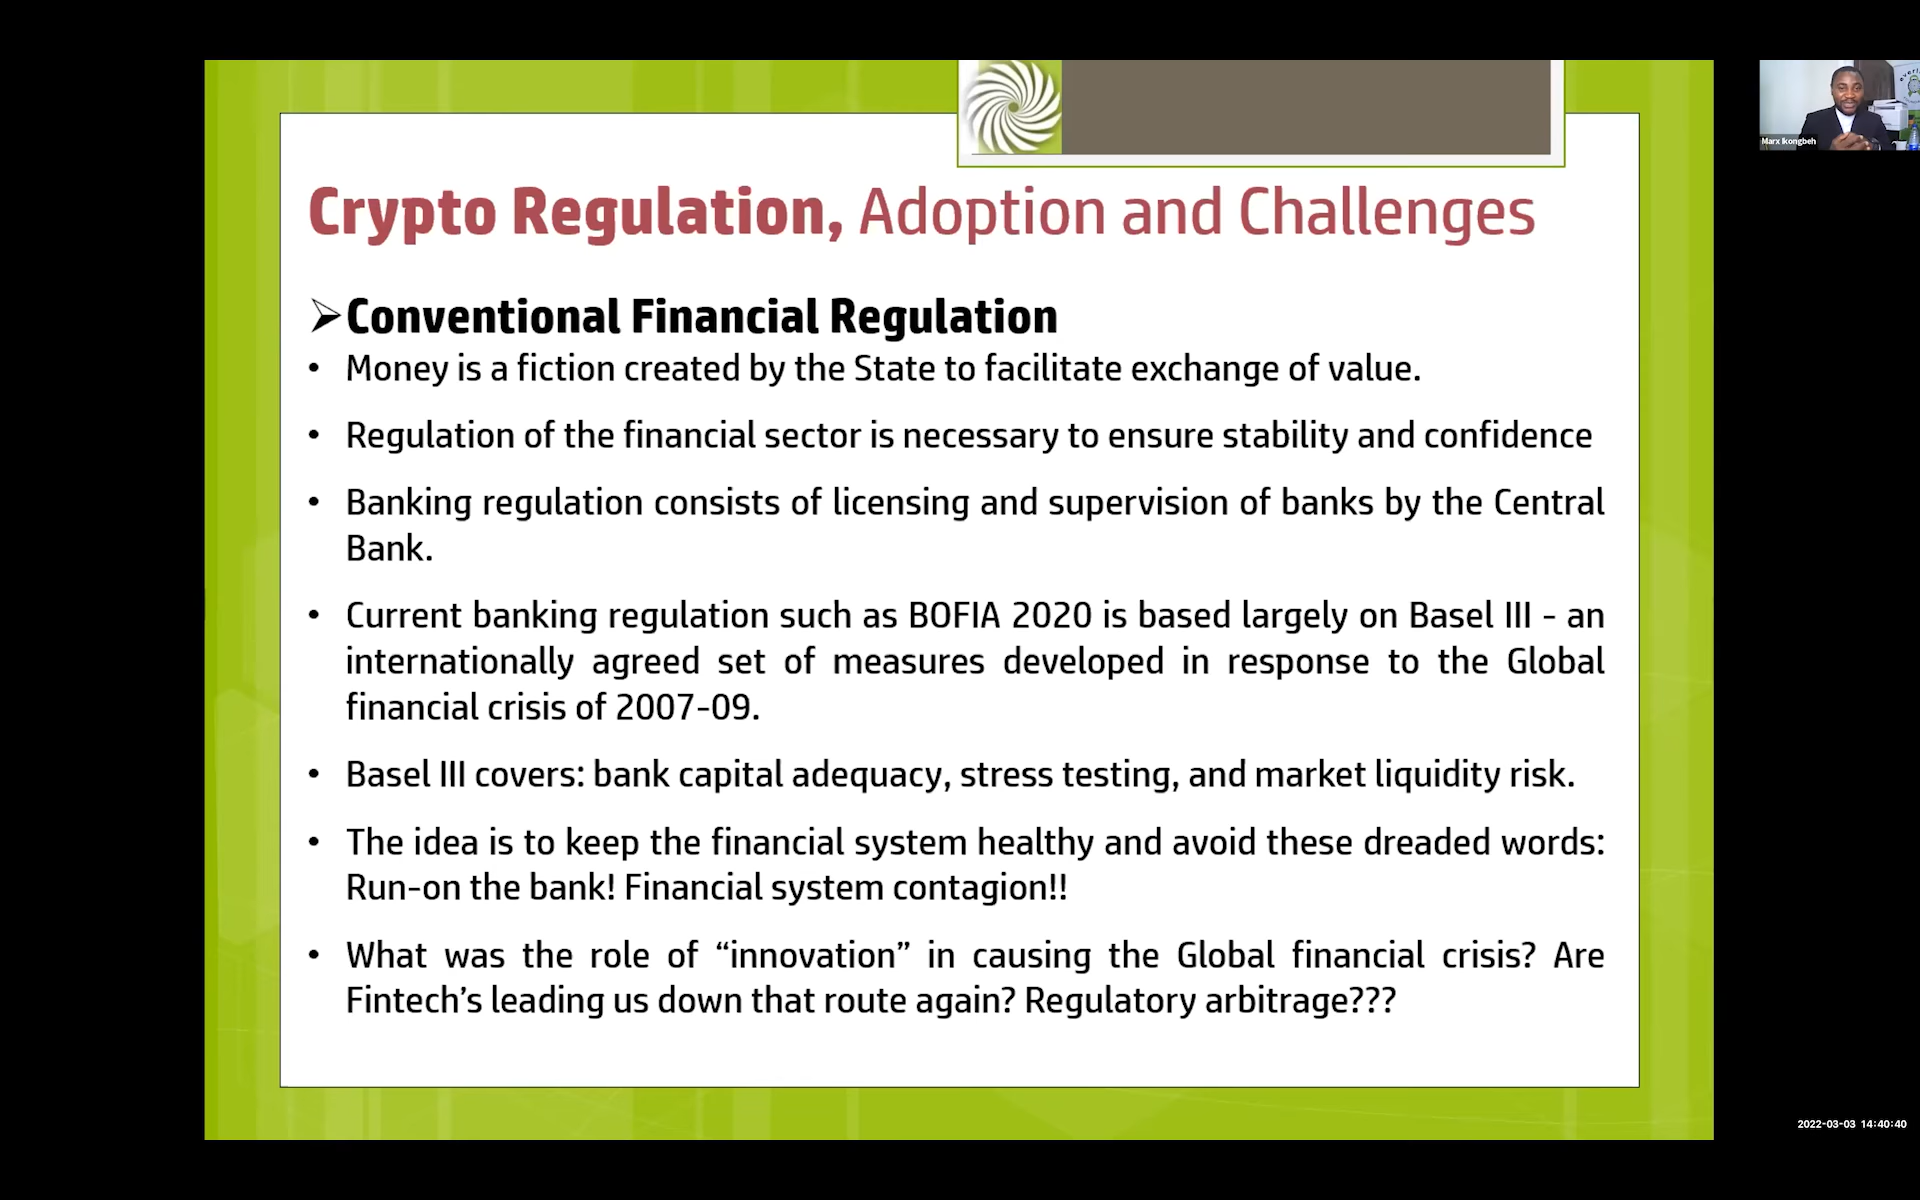 Crypto Regulation, Adoption and Challenges
➢Conventional Financial Regulation
• Money is a fiction created by the State to facilitate exchange of value.
• Regulation of the financial sector is necessary to ensure stability and confidence
• Banking regulation consists of licensing and supervision of banks by the Central
Bank.
• Current banking regulation such as BOFIA 2020 is based largely on Basel III - an
internationally agreed set of measures developed in response to the Global
financial crisis of 2007-09.
• Basel III covers: bank capital adequacy, stress testing, and market liquidity risk.
• The idea is to keep the financial system healthy and avoid these dreaded words:
Run-on the bank! Financial system contagion!!
• What was the role of “innovation” in causing the Global financial crisis? Are
Fintech’s leading us down that route again? Regulatory arbitrage???
Marx Ikongbeh
2022-03-03 14:40:40